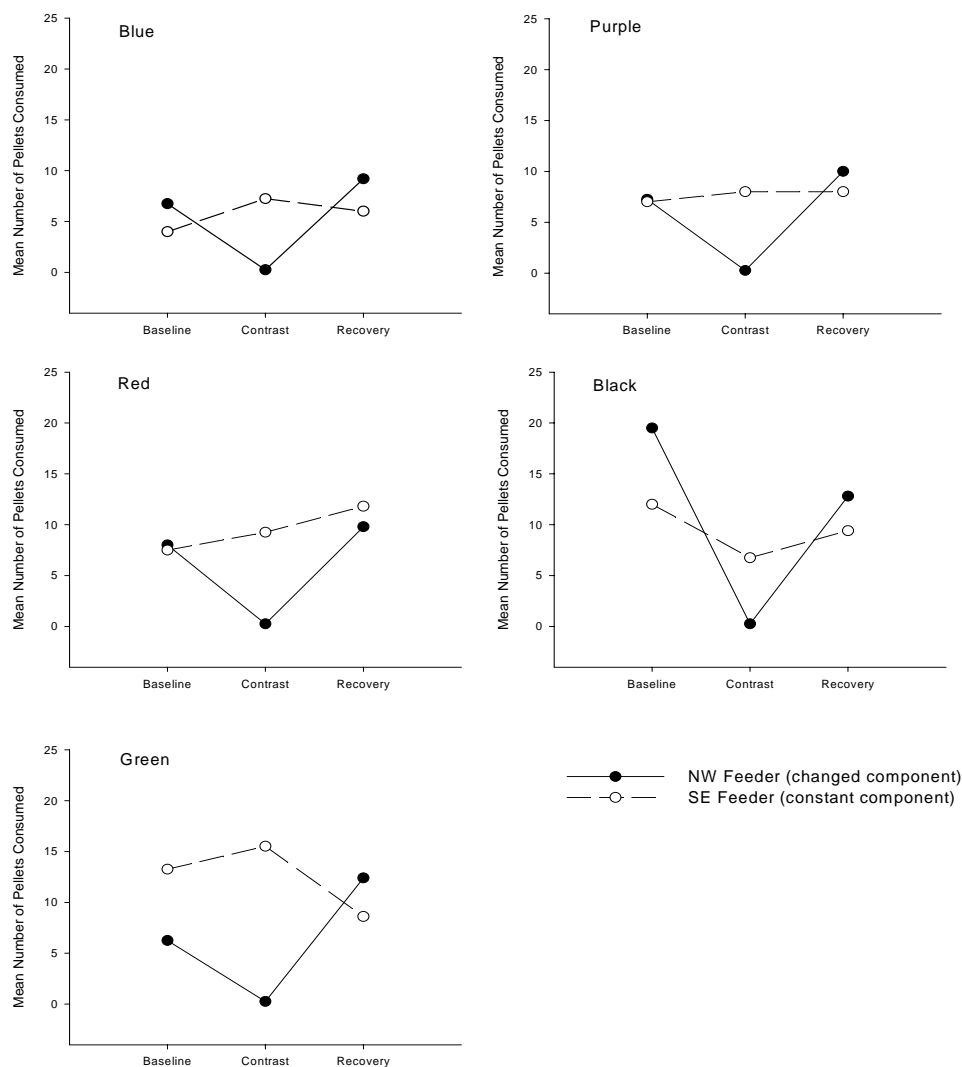 Blue
Mean Number of Pellets Consumed
25
20
15
10
5
0
Baseline Contrast Recovery
Purple
Mean Number of Pellets Consumed
25
20
15
10
5
0
Baseline Contrast Recovery
Red
Mean Number of Pellets Consumed
25
20
15
10
5
0
Baseline Contrast Recovery
Black
Mean Number of Pellets Consumed
25
20
15
10
5
0
Baseline Contrast Recovery
Green
Mean Number of Pellets Consumed
25
20
15
10
5
0
Baseline Contrast Recovery
NW Feeder (changed component)
SE Feeder (constant component)